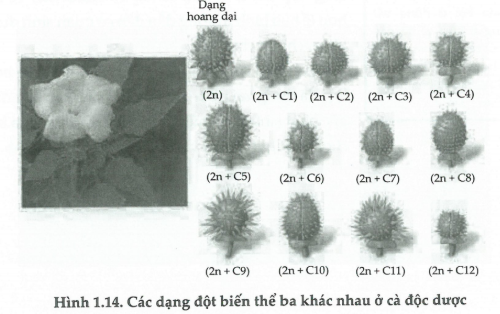 Dạng
hoang dại
(2n) (2n + C1) (2n + C2) (2n + C3) (2n + C4)
(2n + C5) (2n + C6) (2n + C7) (2n + C8)
(2n + C9) (2n + C10) (2n + C11) (2n + C12)
Hình 1.14. Các dạng đột biến thể ba khác nhau ở cà độc dược